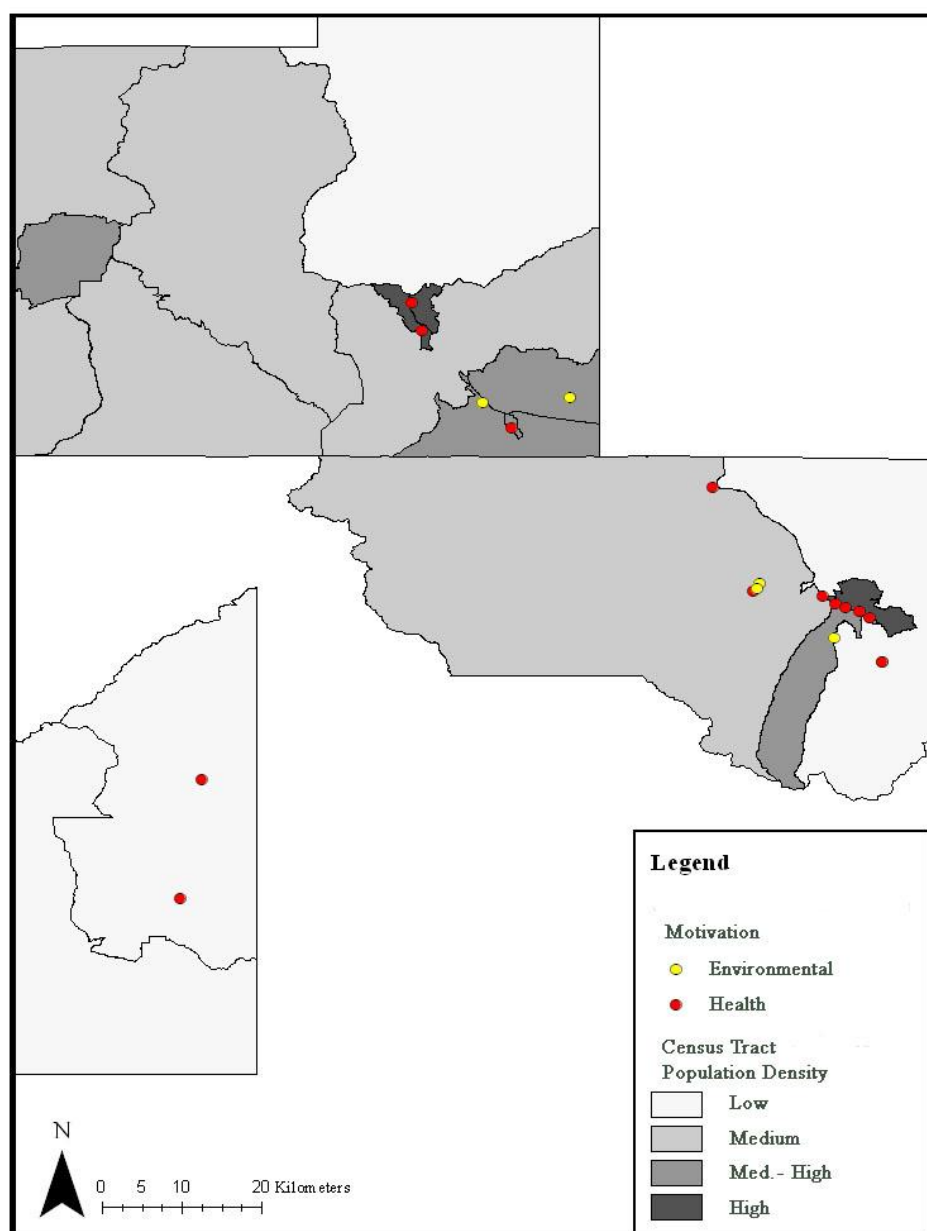 Legend
Motivation
Environmental
Health
Census Tract
Population Density
Low
Medium
Med.- High
High
N
0 5 10 20 Kilometers